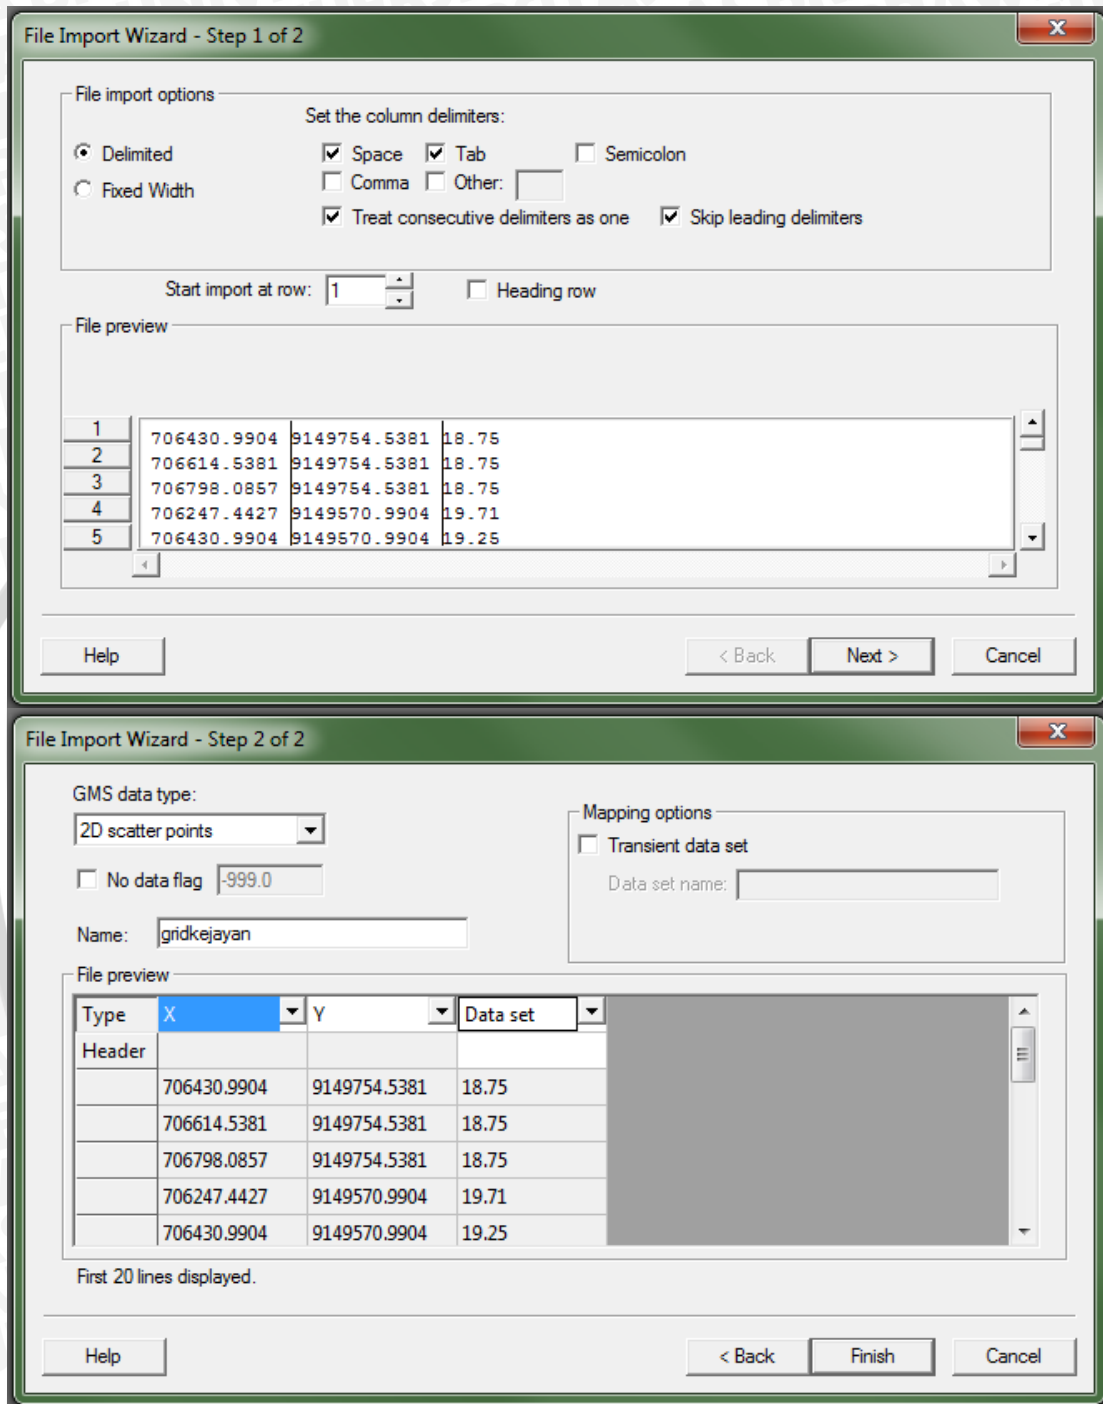 File Import Wizard - Step 1 of 2
x
File import options
Set the column delimiters:
Delimited
Space Tab Semicolon
Fixed Width
Comma Other:
Treat consecutive delimiters as one Skip leading delimiters
Start import at row: 1 Heading row
File preview
1 706430.9904 9149754.5381 18.75
2 706614.5381 9149754.5381 18.75
3 706798.0857 9149754.5381 18.75
4 706247.4427 9149570.9904 19.71
5 706430.9904 9149570.9904 19.25
Help < Back Next > Cancel
File Import Wizard - Step 2 of 2
x
GMS data type:
2D scatter points
Mapping options
Transient data set
No data flag -999.0
Data set name:
Name: gridkejayan
File preview
Type X Y Data set
Header
706430.9904 9149754.5381 18.75
706614.5381 9149754.5381 18.75
706798.0857 9149754.5381 18.75
706247.4427 9149570.9904 19.71
706430.9904 9149570.9904 19.25
First 20 lines displayed.
Help < Back Finish Cancel